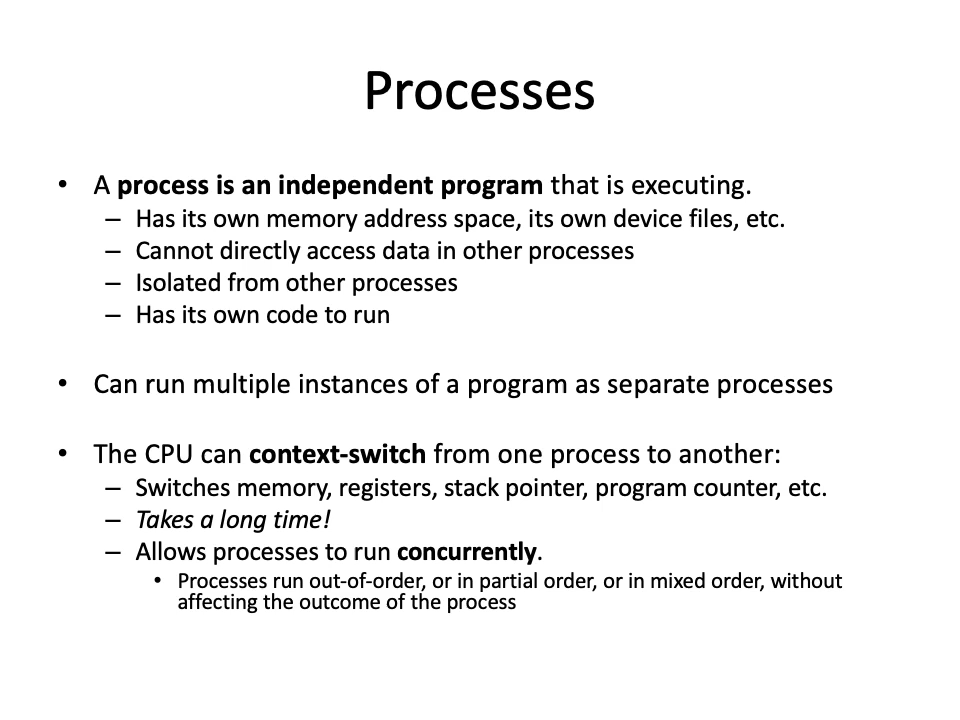 Processes
• A process is an independent program that is executing.
– Has its own memory address space, its own device files, etc.
– Cannot directly access data in other processes
– Isolated from other processes
– Has its own code to run
• Can run multiple instances of a program as separate processes
• The CPU can context-switch from one process to another:
– Switches memory, registers, stack pointer, program counter, etc.
– Takes a long time!
– Allows processes to run concurrently.
• Processes run out-of-order, or in partial order, or in mixed order, without
affecting the outcome of the process